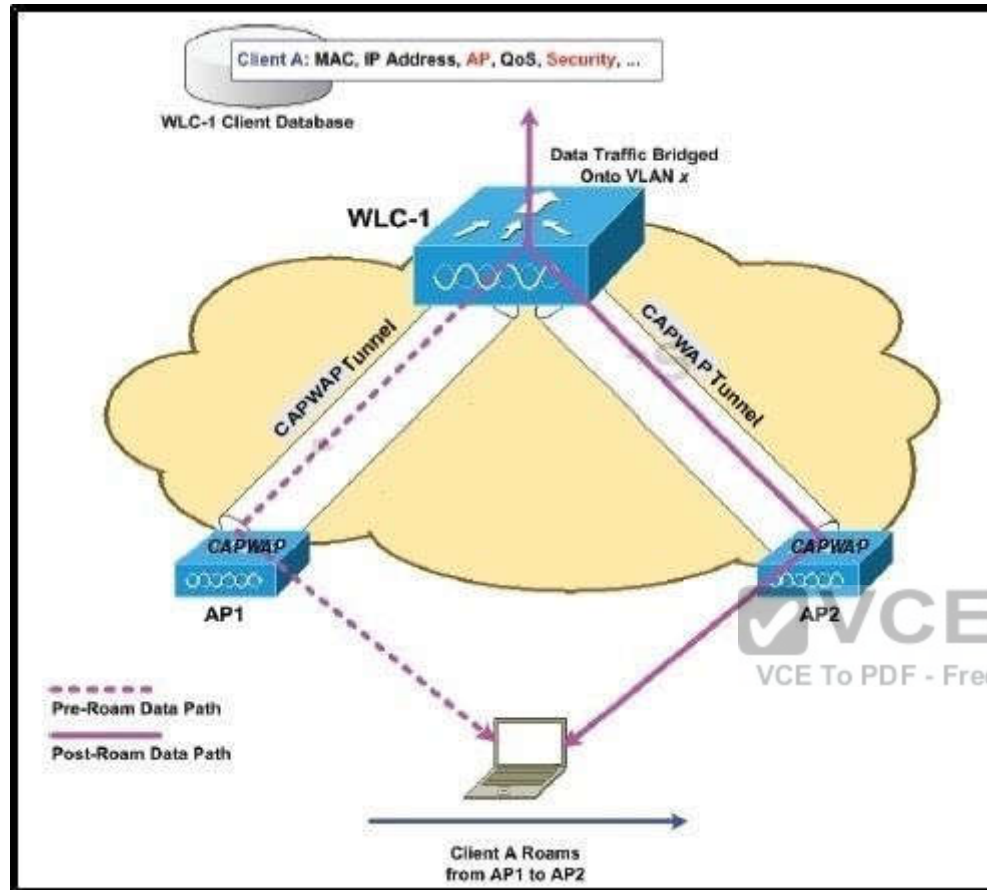 Client A: MAC, IP Address, AP, QoS, Security, ...
WLC-1 Client Database
Data Traffic Bridged
Onto VLAN x
WLC-1
CAPWAP Tunnel
CAPWAP Tunnel
CAPWAP
CAPWAP
AP1
AP2
VCE
VCE To PDF - Free
Pre-Roam Data Path
Post-Roam Data Path
Client A Roams
from AP1 to AP2